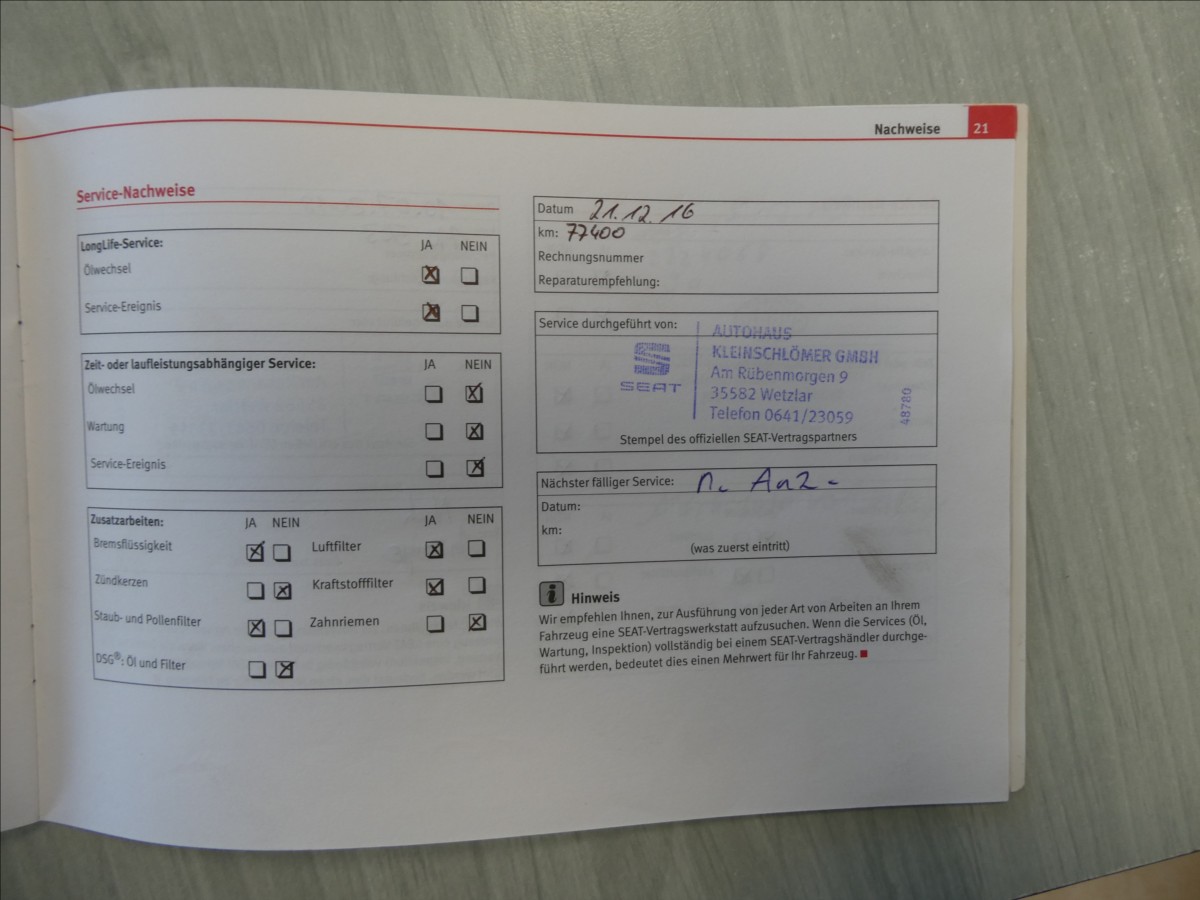 Nachweise 21
Service-Nachweise
LongLife-Service: JA NEIN
Ölwechsel
Service-Ereignis
Zeit- oder laufleistungsabhängiger Service: JA NEIN
Ölwechsel
Wartung
Service-Ereignis
Zusatzarbeiten: JA NEIN JA NEIN
Bremsflüssigkeit Luftfilter
Zündkerzen Kraftstofffilter
Staub- und Pollenfilter Zahnriemen
DSG®: Öl und Filter
Datum 21.12.16
km: 77400
Rechnungsnummer
Reparaturempfehlung:
Service durchgeführt von:
SEAT
AUTOHAUS
KLEINSCHLÖMER GMBH
Am Rübenmorgen 9
35582 Wetzlar
Telefon 0641/23059
48780
Stempel des offiziellen SEAT-Vertragspartners
Nächster fälliger Service: n. Anz.
Datum:
km:
(was zuerst eintritt)
i Hinweis
Wir empfehlen Ihnen, zur Ausführung von jeder Art von Arbeiten an Ihrem
Fahrzeug eine SEAT-Vertragswerkstatt aufzusuchen. Wenn die Services (Öl,
Wartung, Inspektion) vollständig bei einem SEAT-Vertragshändler durchge-
führt werden, bedeutet dies einen Mehrwert für Ihr Fahrzeug.